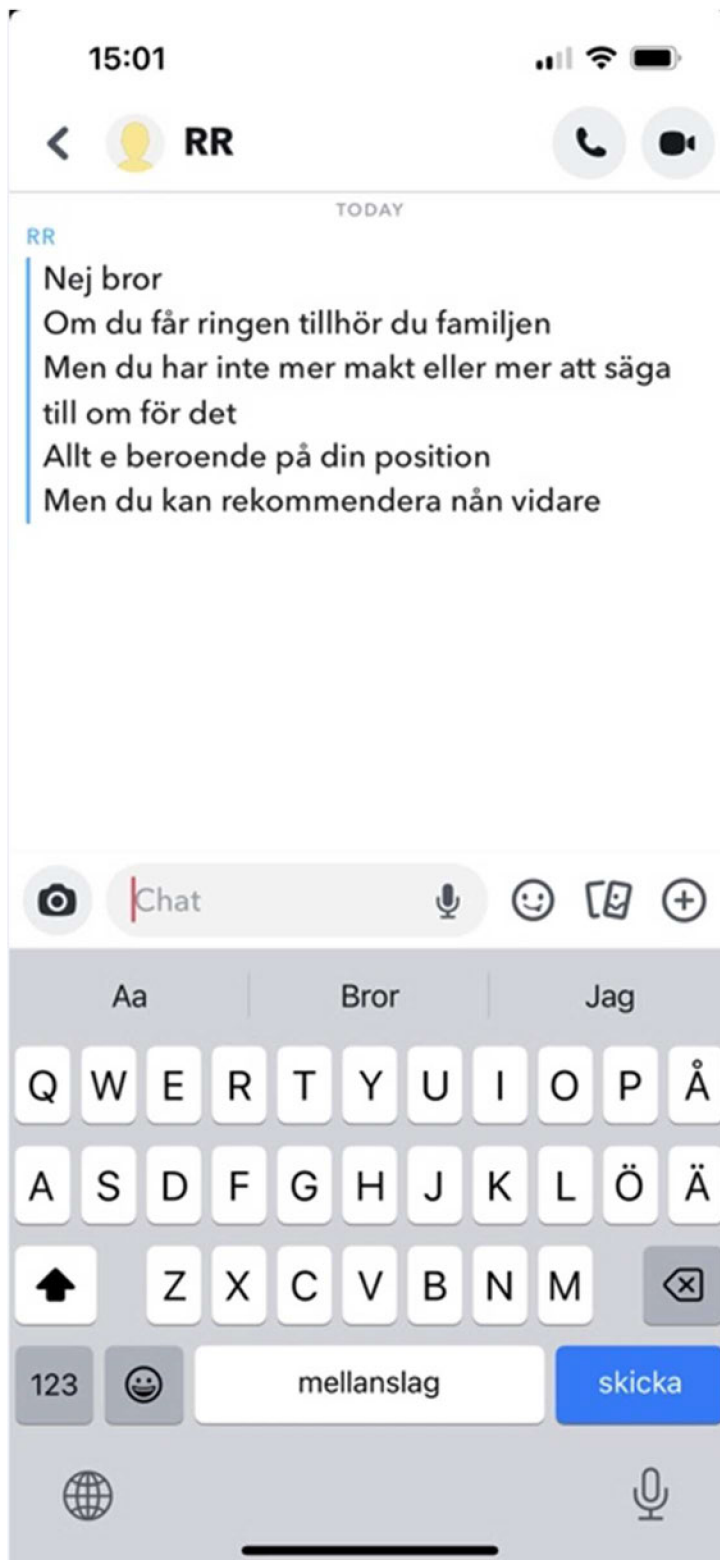 15:01
RR
TODAY
RR
Nej bror
Om du får ringen tillhör du familjen
Men du har inte mer makt eller mer att säga
till om för det
Allt e beroende på din position
Men du kan rekommendera nån vidare
Chat
Aa Bror Jag
Q W E R T Y U I O P Å
A S D F G H J K L Ö Ä
Z X C V B N M
123 mellanslag skicka